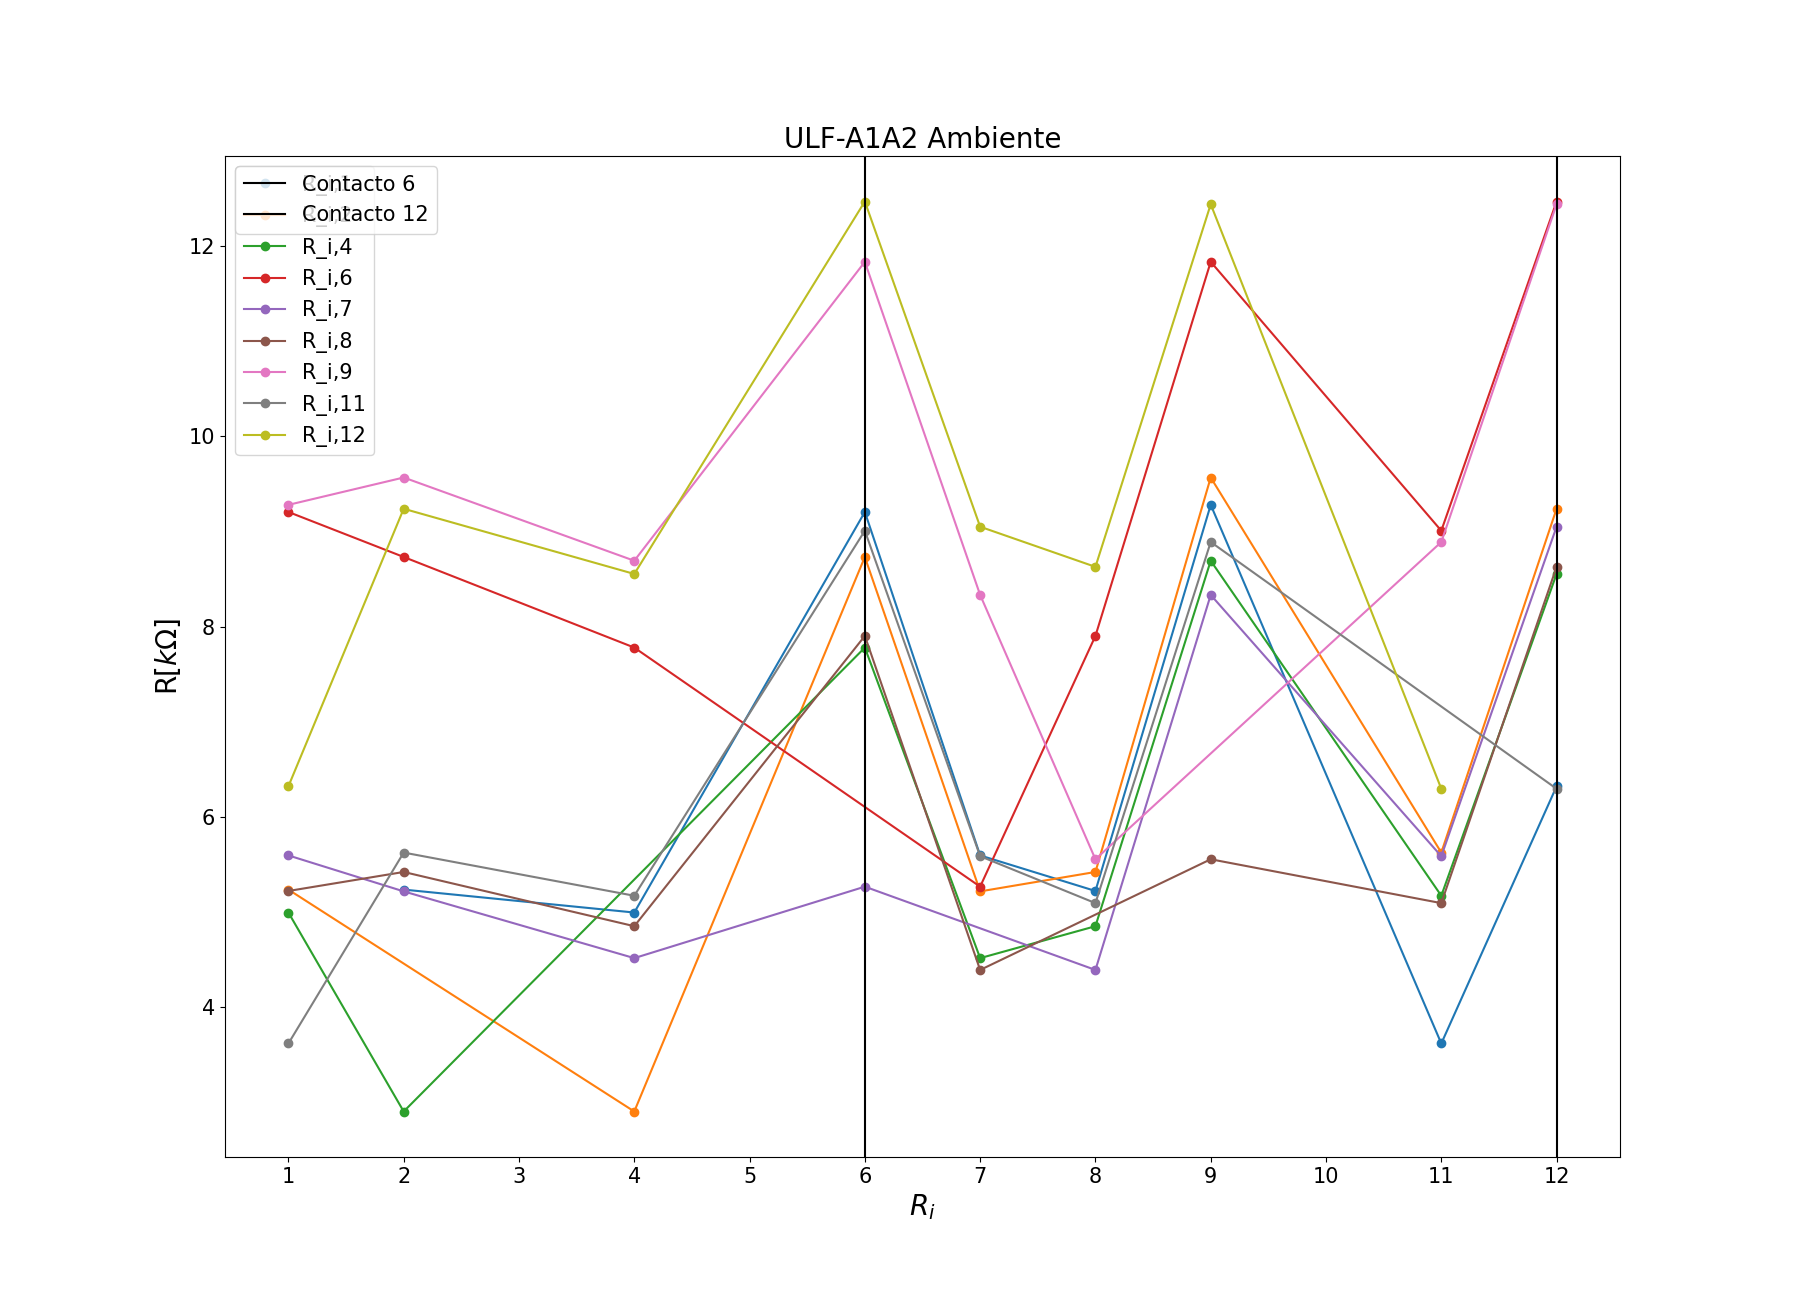 ULF-A1A2 Ambiente
Contacto 6
Contacto 12
R_i,4
R_i,6
R_i,7
R_i,8
R_i,9
R_i,11
R_i,12
12
10
8
6
4
R[kΩ]
1 2 3 4 5 6 7 8 9 10 11 12
R_i